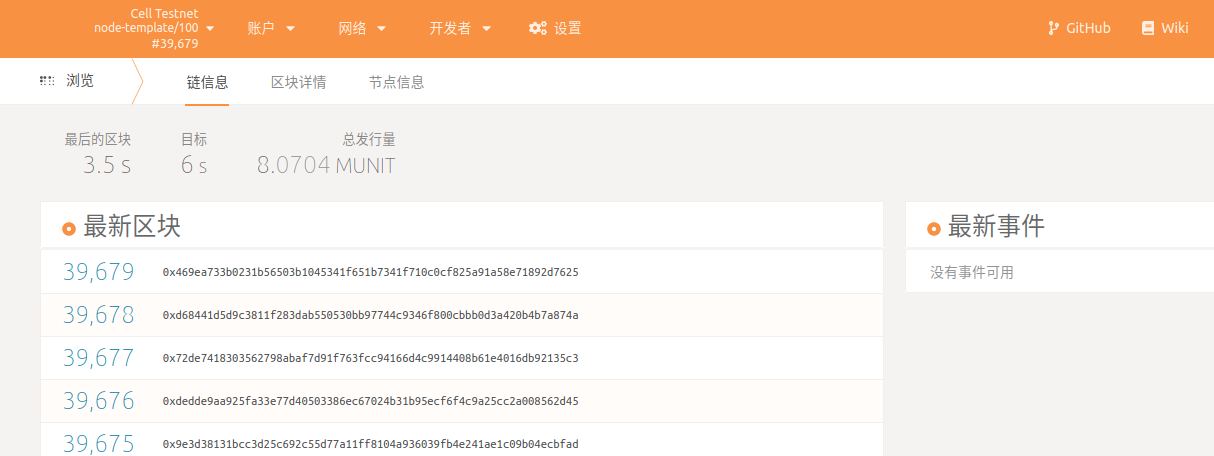 Cell Testnet
node-template/100
#39,679
账户
网络
开发者
设置
GitHub
Wiki
浏览
链信息
区块详情
节点信息
最后的区块
3.5 s
目标
6 s
总发行量
8.0704 MUNIT
最新区块
39,679 0x469ea733b0231b56503b1045341f651b7341f710c0cf825a91a58e71892d7625
39,678 0xd68441d5d9c3811f283dab550530bb97744c9346f800cbbb0d3a420b4b7a874a
39,677 0x72de7418303562798abaf7d91f763fcc94166d4c9914408b61e4016db92135c3
39,676 0xdedde9aa925fa33e77d40503386ec67024b31b95ecf6f4c9a25cc2a008562d45
39,675 0x9e3d38131bcc3d25c692c55d77a11ff8104a936039fb4e241ae1c09b04ecbfad
最新事件
没有事件可用